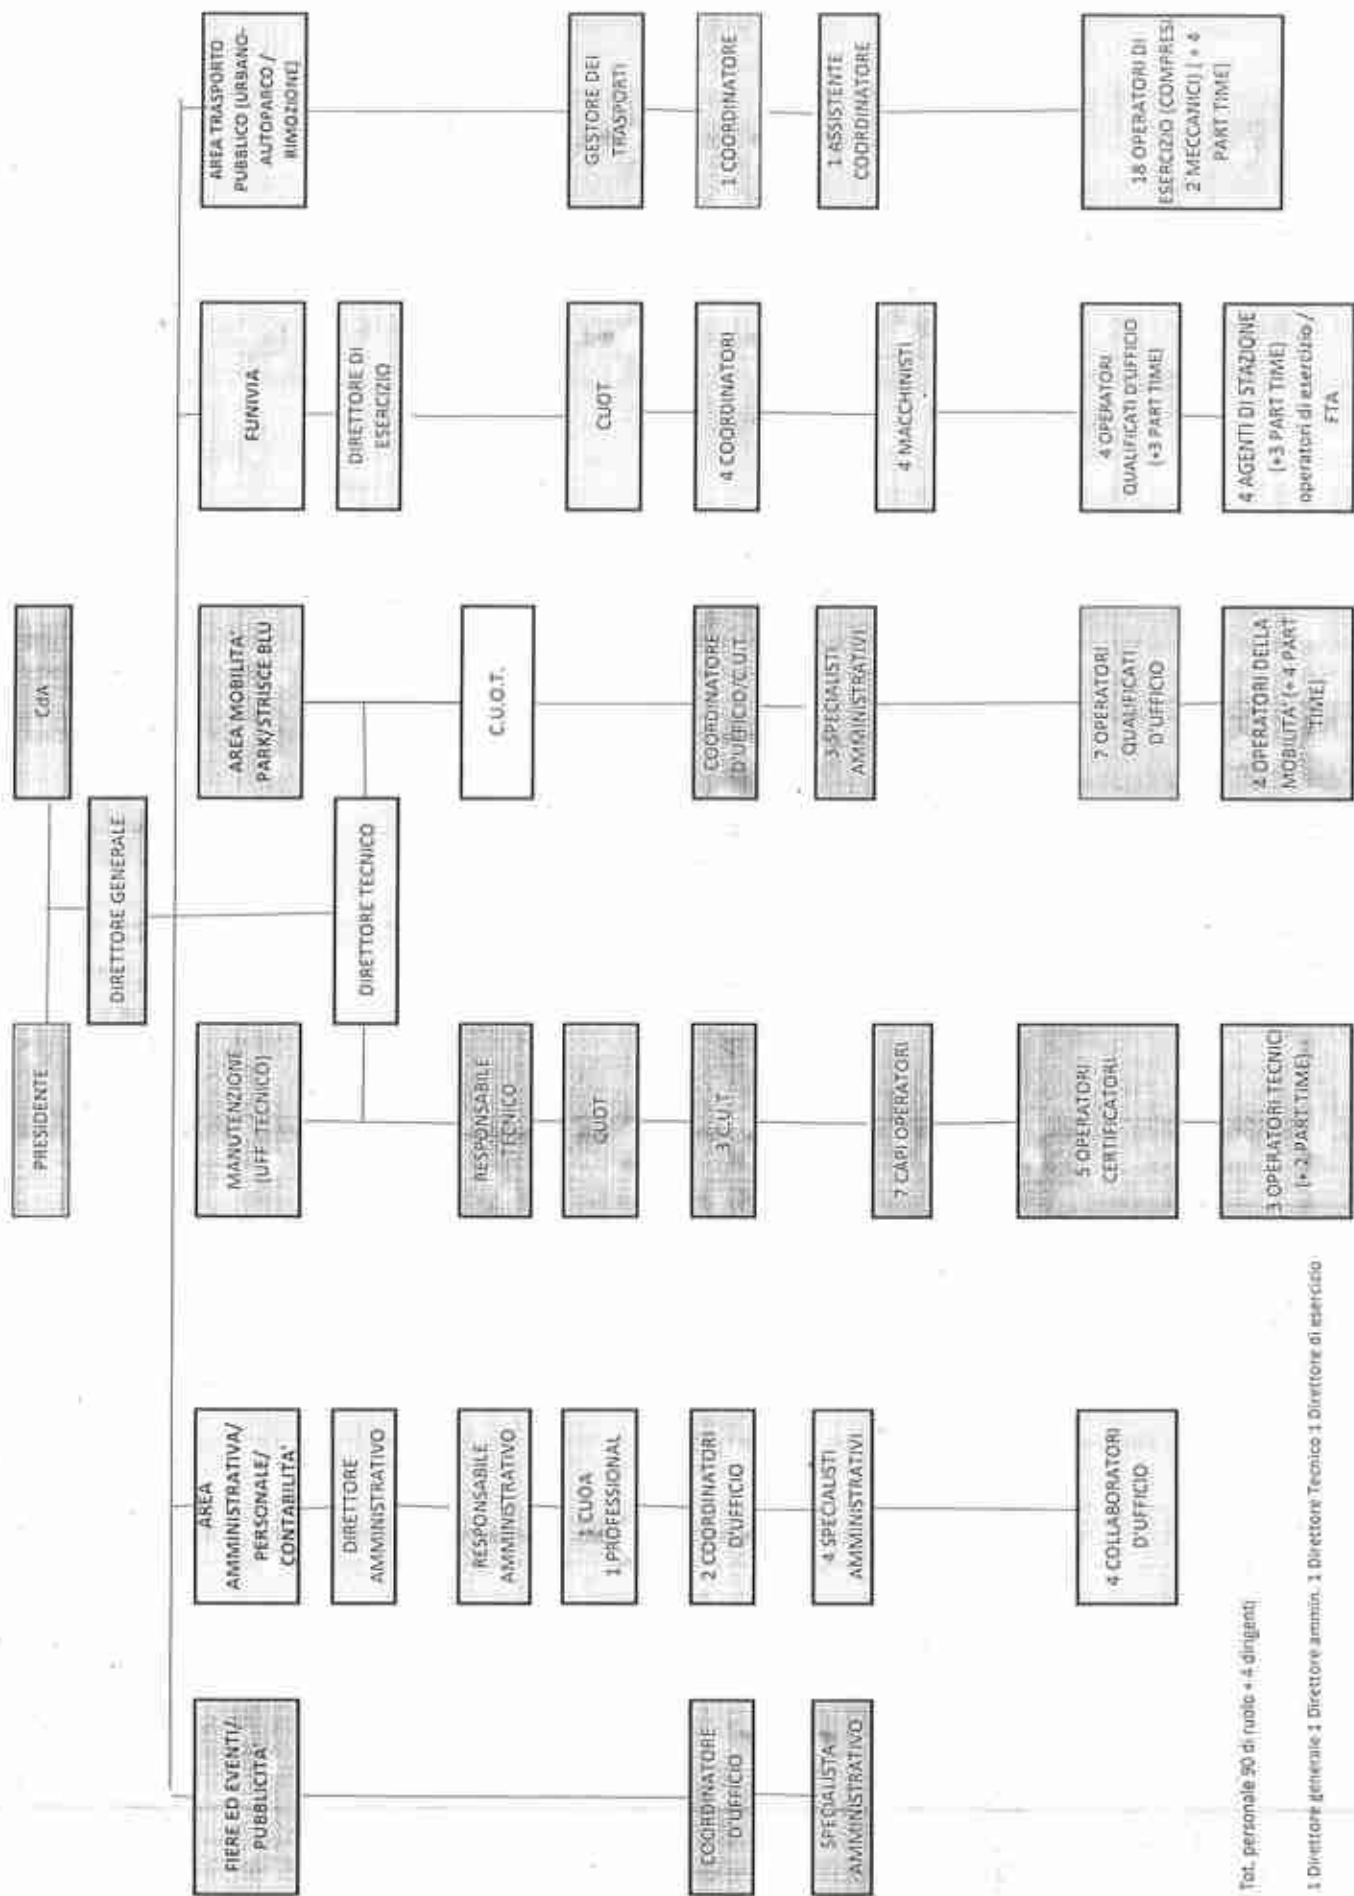 PRESIDENTE
CdA
DIRETTORE GENERALE
FIERE ED EVENTI/
PUBBLICITA'
COORDINATORE
D'UFFICIO
SPECIALISTA
AMMINISTRATIVO
AREA
AMMINISTRATIVA/
PERSONALE/
CONTABILITA'
DIRETTORE
AMMINISTRATIVO
RESPONSABILE
AMMINISTRATIVO
CUOA
1 PROFESSIONAL
2 COORDINATORI
D'UFFICIO
4 SPECIALISTI
AMMINISTRATIVI
4 COLLABORATORI
D'UFFICIO
MANUTENZIONE
(UFF. TECNICO)
DIRETTORE TECNICO
RESPONSABILE
TECNICO
CUOT
3 C.U.T.
7 CAPI OPERATORI
5 OPERATORI
CERTIFICATORI
3 OPERATORI TECNICI
(+ 2 PART TIME)
AREA MOBILITA'
PARK/STRISCE BLU
C.U.O.T.
COORDINATORE
D'UFFICIO/C.U.T.
3 SPECIALISTI
AMMINISTRATIVI
7 OPERATORI
QUALIFICATI
D'UFFICIO
4 OPERATORI DELLA
MOBILITA' (+ 4 PART
TIME)
FUNIVIA
DIRETTORE DI
ESERCIZIO
CUOT
4 COORDINATORI
4 MACCHINISTI
4 OPERATORI
QUALIFICATI D'UFFICIO
(+3 PART TIME)
4 AGENTI DI STAZIONE
(+3 PART TIME)
operatori di esercizio /
FTA
AREA TRASPORTO
PUBBLICO (URBANO-
AUTOPARCO /
RIMOZIONE)
GESTORE DEI
TRASPORTI
1 COORDINATORE
1 ASSISTENTE
COORDINATORE
18 OPERATORI DI
ESERCIZIO (COMPRESI
2 MECCANICI) ( + 4
PART TIME)
Tot. personale 90 di ruolo + 4 dirigenti
1 Direttore generale 1 Direttore ammin. 1 Direttore Tecnico 1 Direttore di esercizio